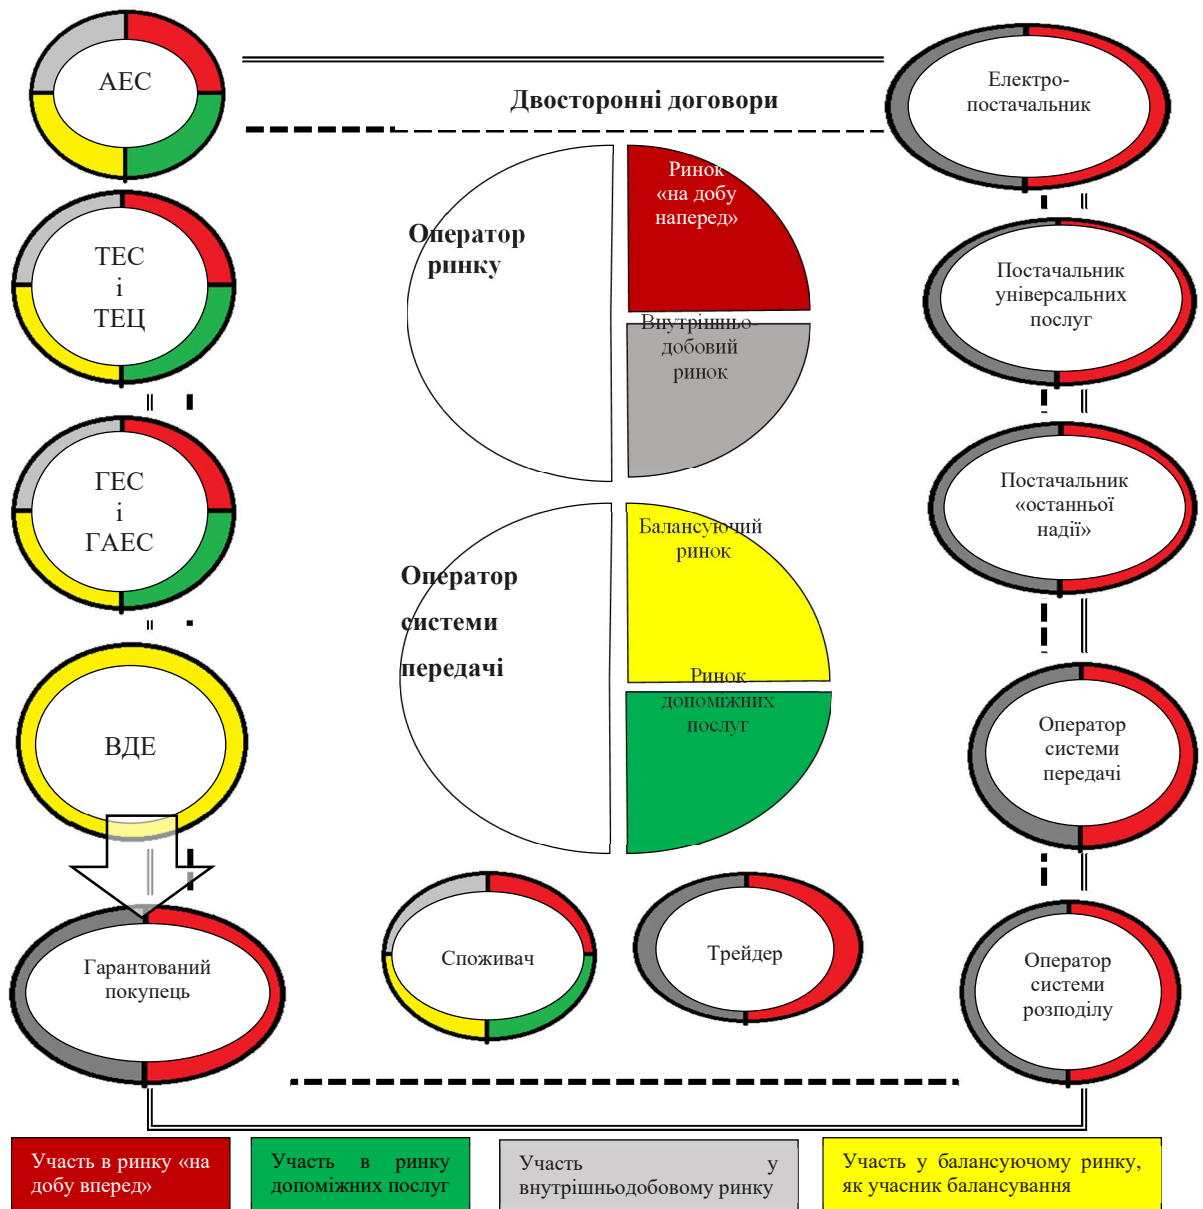 АЕС
Двосторонні договори
Електро-
постачальник
ТЕС
і
ТЕЦ
Оператор
ринку
Ринок
«на добу
наперед»
Внутрішньо-
добовий
ринок
Постачальник
універсальних
послуг
ГЕС
і
ГАЕС
Постачальник
«останньої
надії»
Оператор
системи
передачі
Балансуючий
ринок
Ринок
допоміжних
послуг
ВДЕ
Оператор
системи
передачі
Гарантований
покупець
Споживач
Трейдер
Оператор
системи
розподілу
Участь в ринку «на
добу вперед»
Участь в ринку
допоміжних послуг
Участь у
внутрішньодобовому ринку
Участь у балансуючому ринку,
як учасник балансування